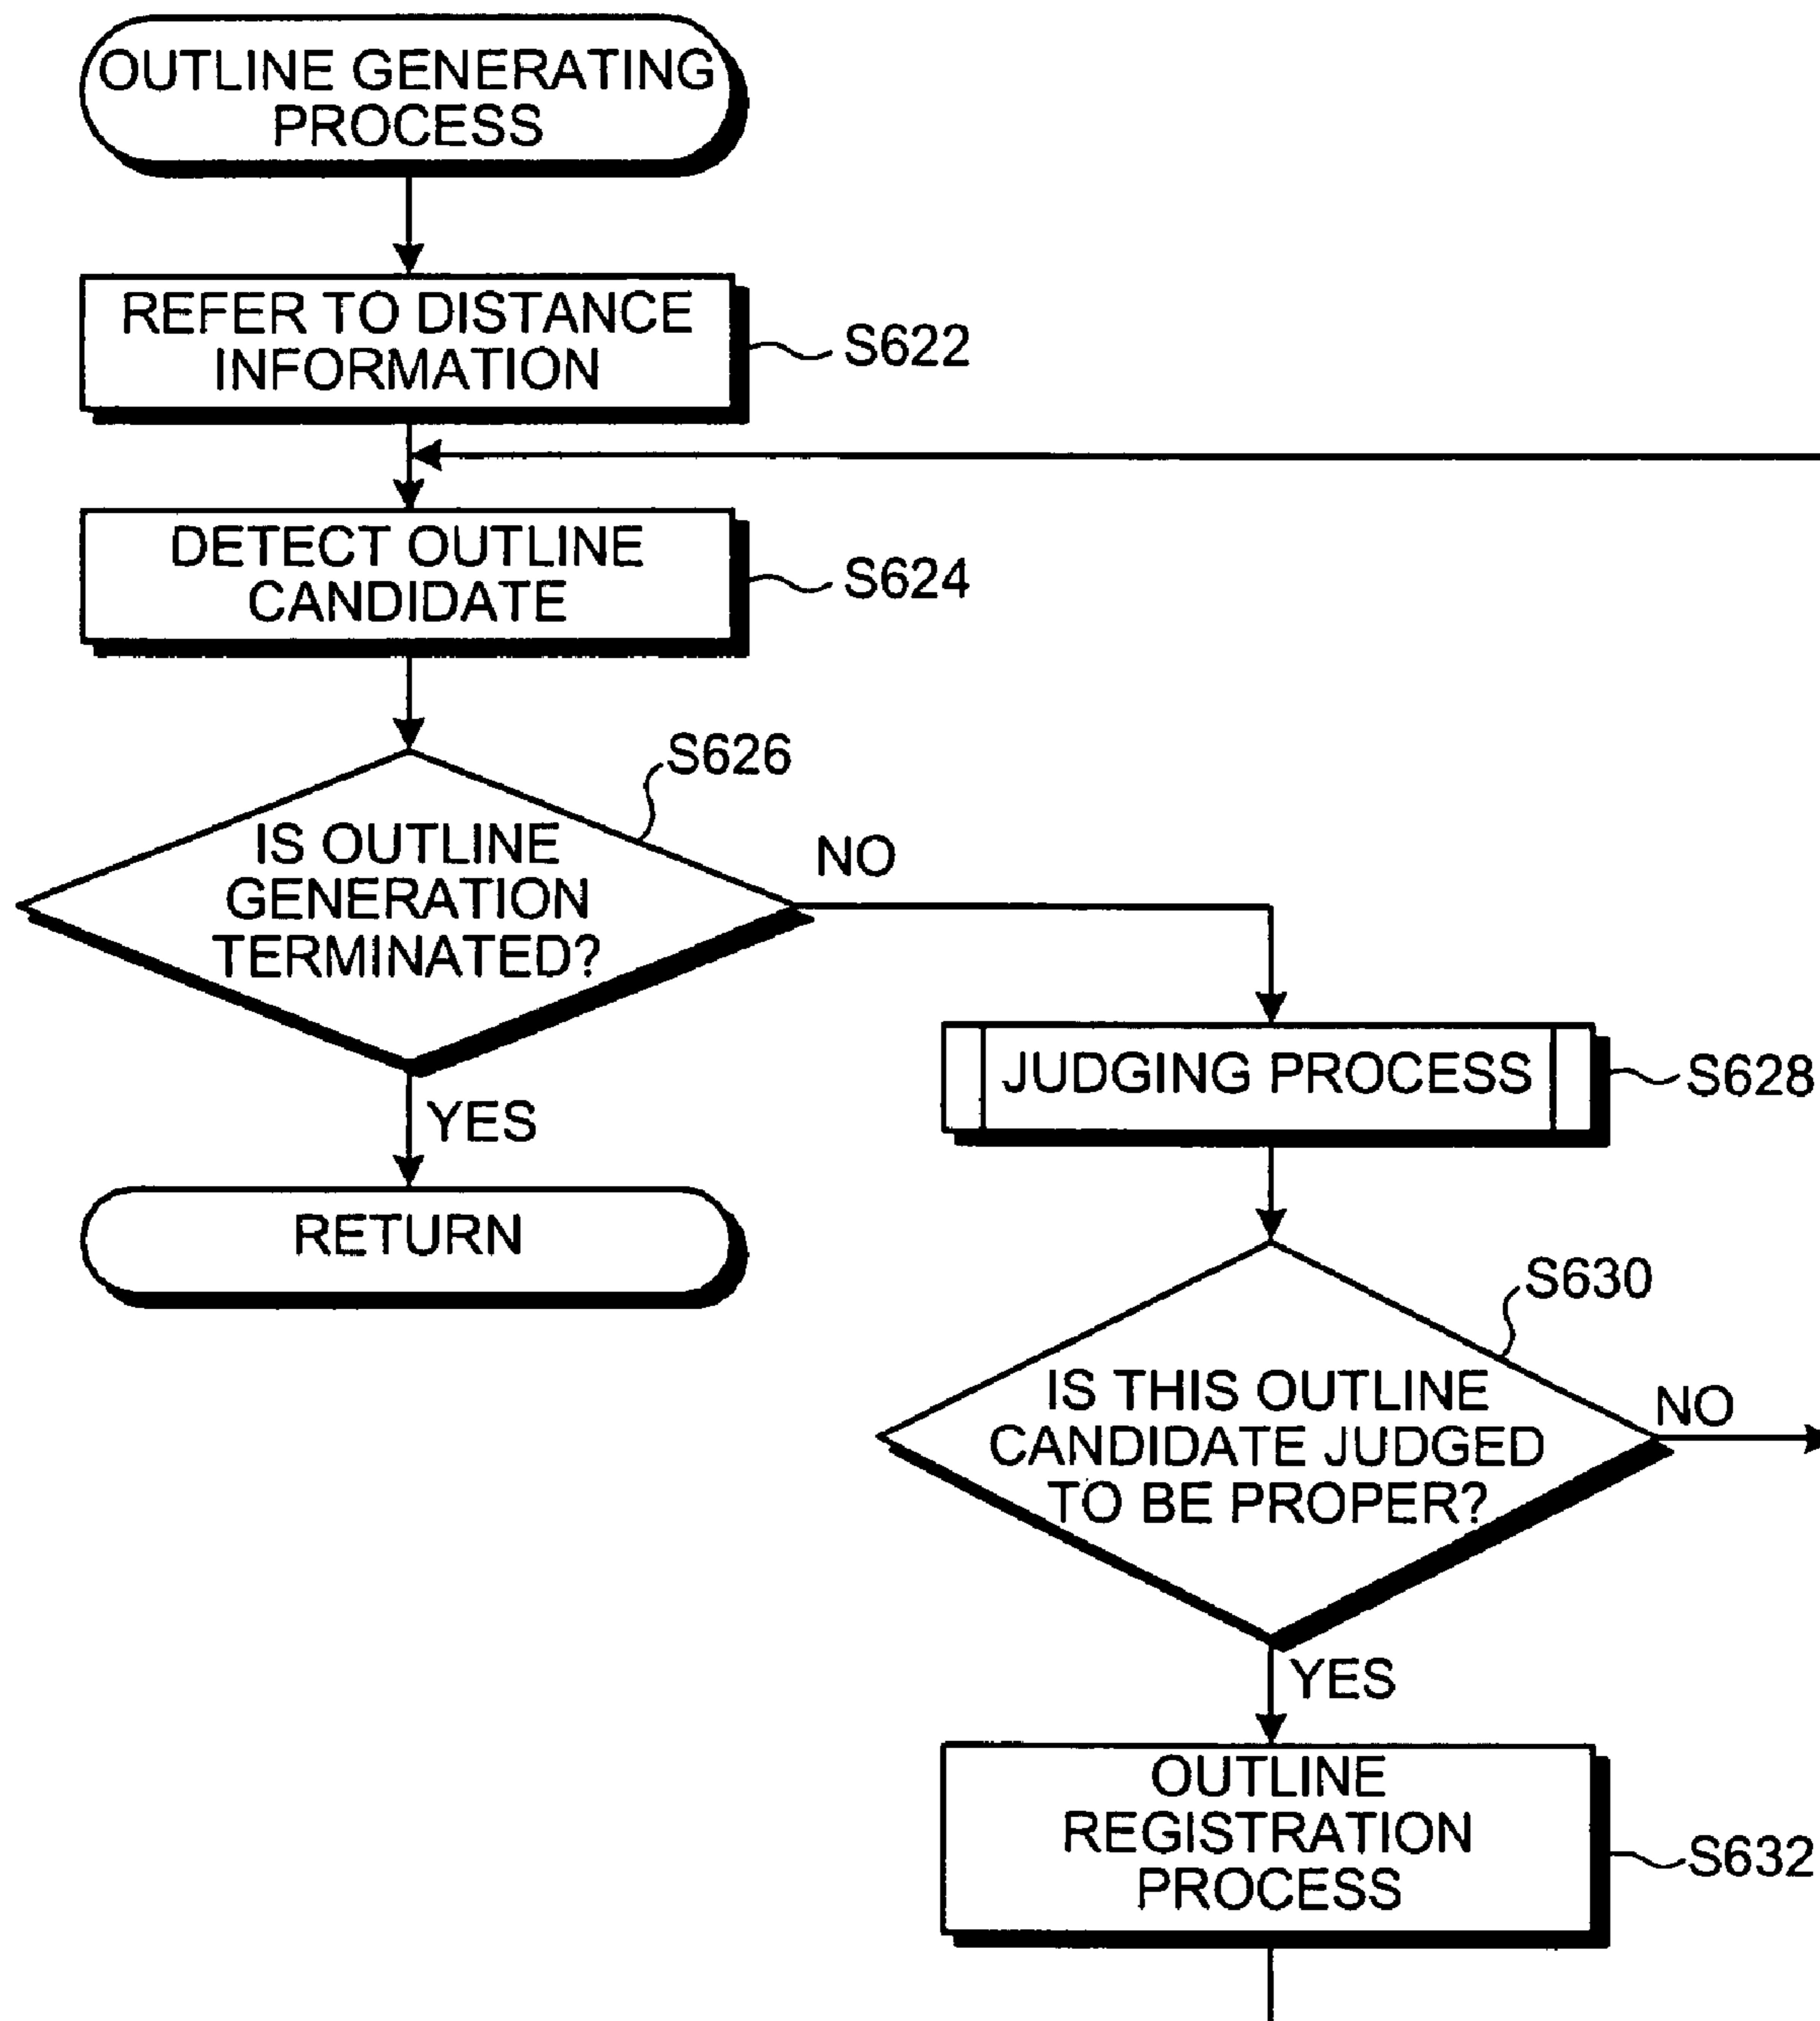 OUTLINE GENERATING
PROCESS
REFER TO DISTANCE
INFORMATION
S622
DETECT OUTLINE
CANDIDATE
S624
S626
IS OUTLINE
GENERATION
TERMINATED?
NO
YES
RETURN
JUDGING PROCESS
S628
S630
IS THIS OUTLINE
CANDIDATE JUDGED
TO BE PROPER?
NO
YES
OUTLINE
REGISTRATION
PROCESS
S632